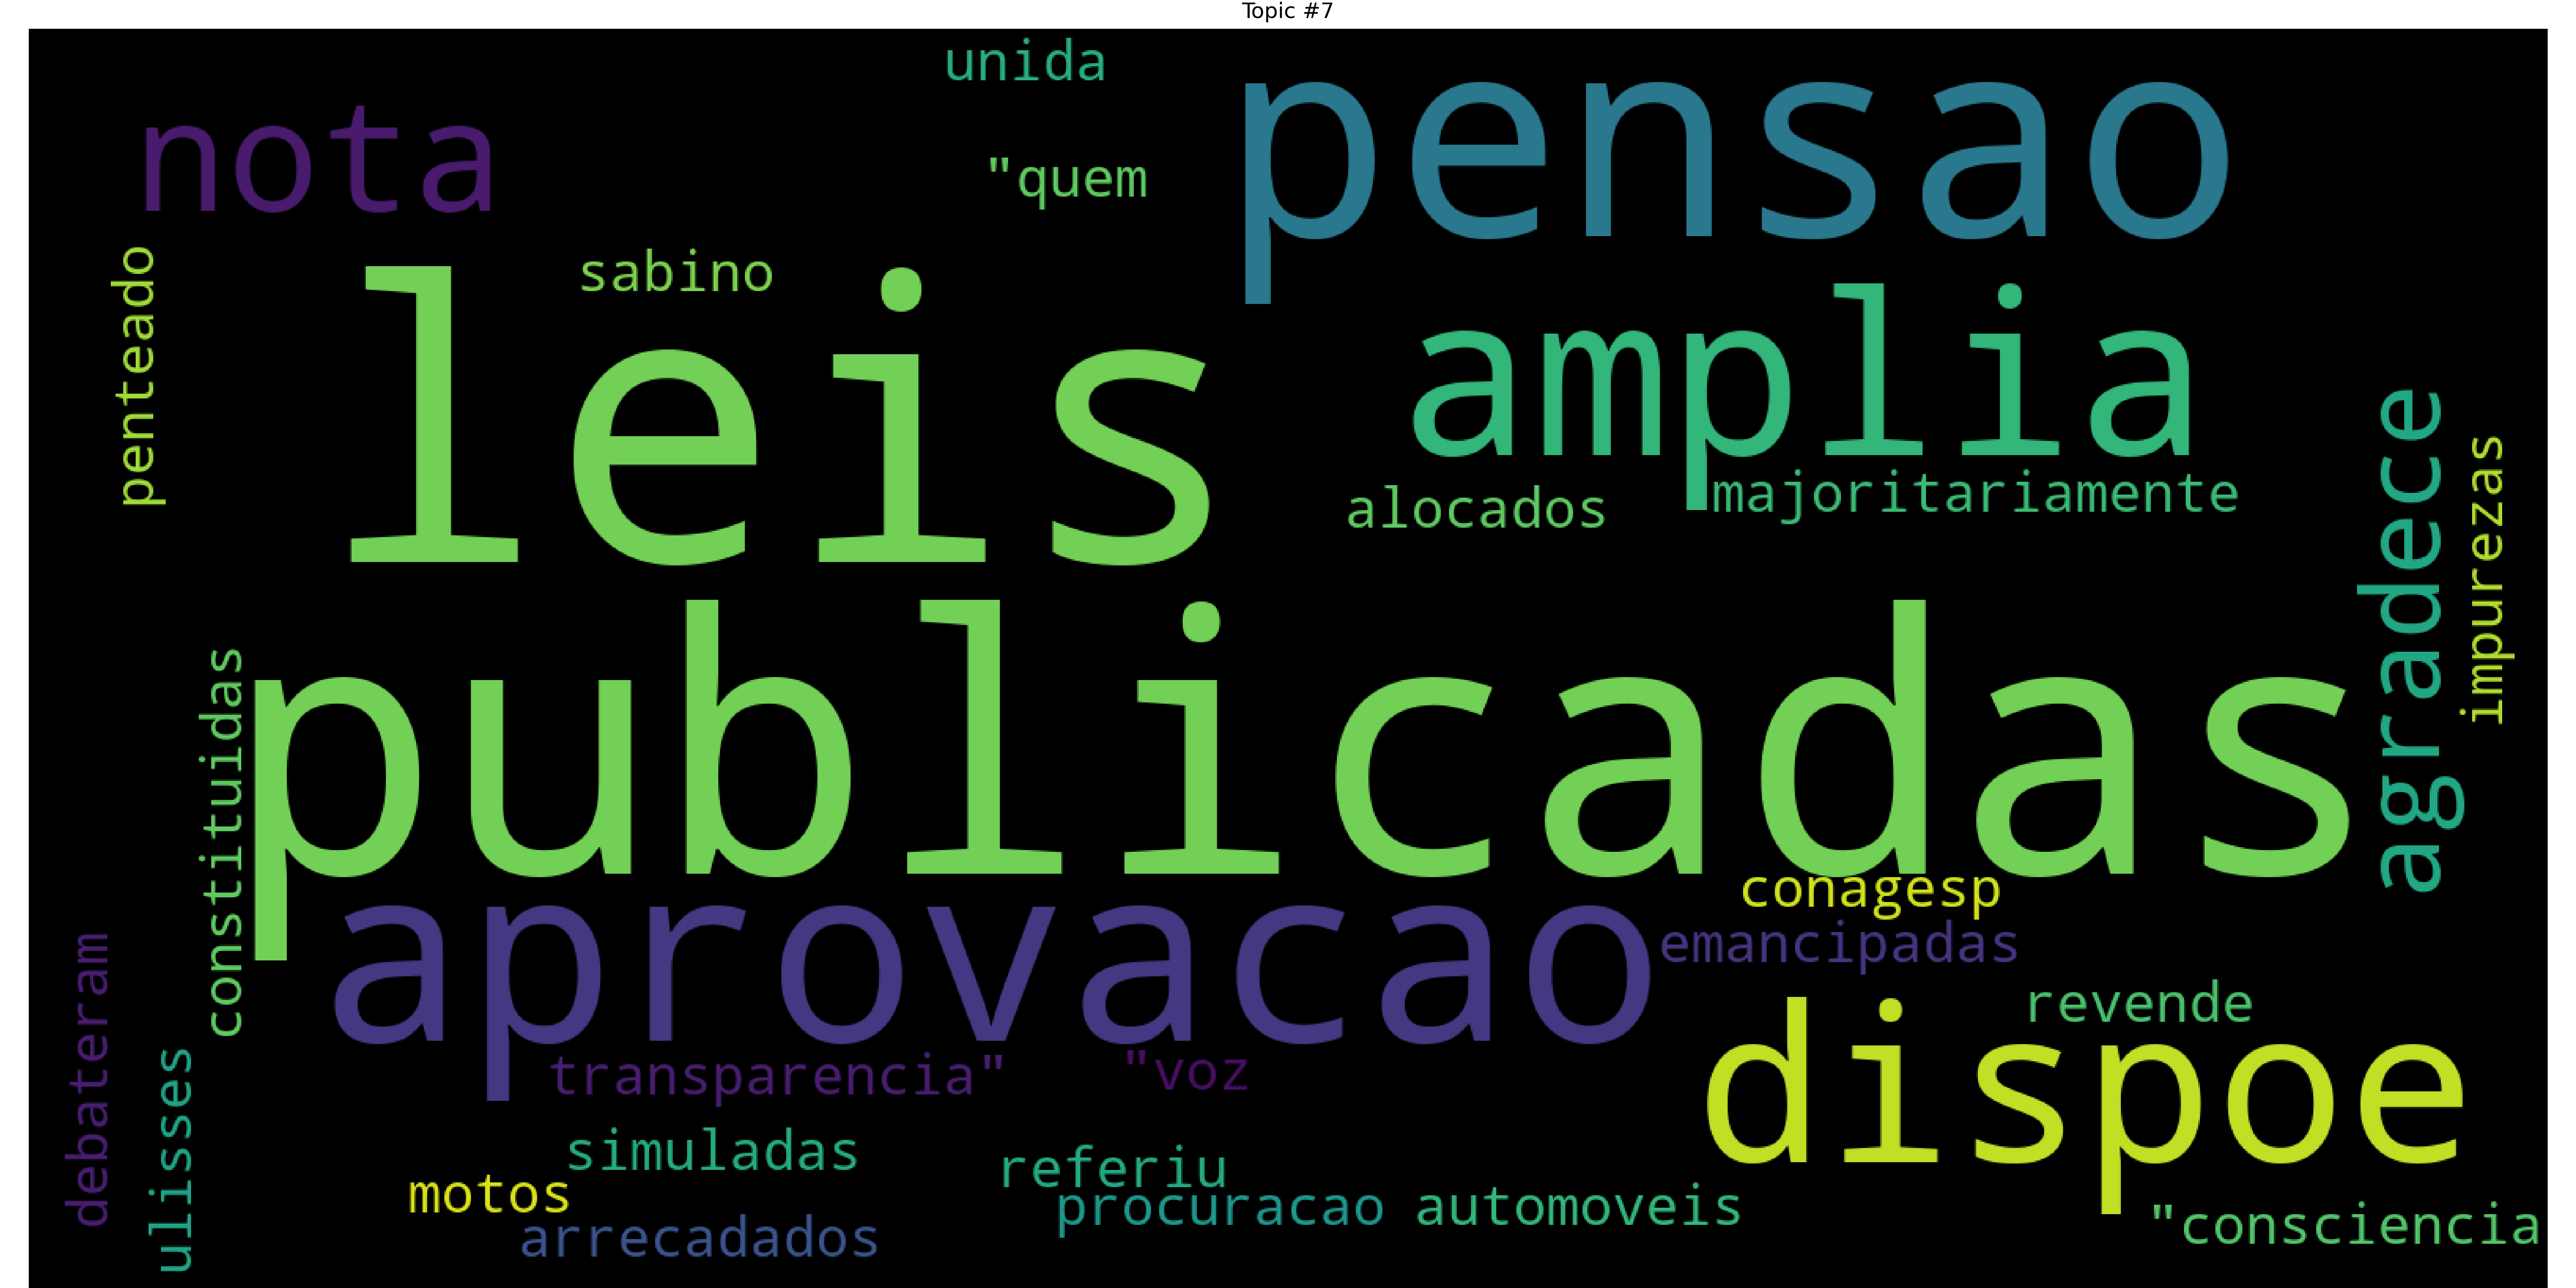 Topic #7
unida
nota
pensao
"quem
penteado
sabino
leis
amplia
alocados
majoritariamente
agradece
impurezas
publicadas
constituidas
conagesp
aprovacao
emancipadas
debateram
revende
dispoe
transparencia"
"voz
ulisses
simuladas
referiu
motos
procuracao
automoveis
arrecadados
"consciencia